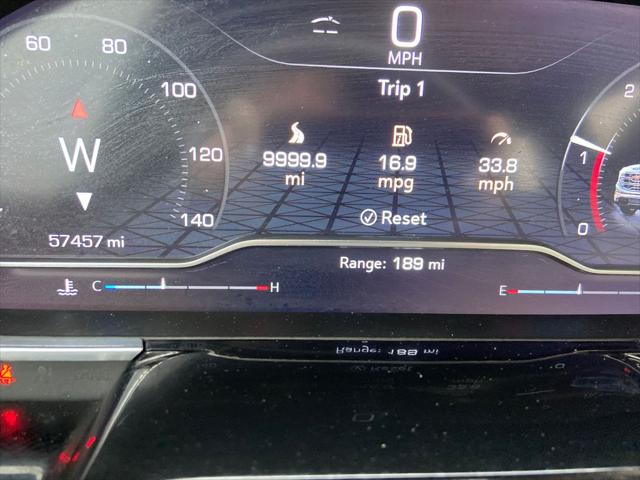 60 80 100 120 140
W
57457 mi
0
MPH
Trip 1
9999.9 mi
16.9 mpg
33.8 mph
Reset
Range: 189 mi
C H
E
2
1
0
Range: 189 mi
Reset